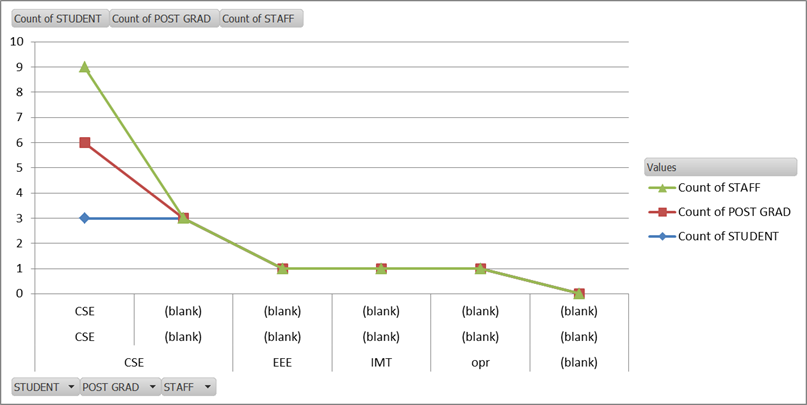 Count of STUDENT Count of POST GRAD Count of STAFF
10
9
8
7
6
5
4
3
2
1
0
Values
Count of STAFF
Count of POST GRAD
Count of STUDENT
CSE (blank) (blank) (blank) (blank) (blank)
CSE (blank) (blank) (blank) (blank) (blank)
CSE EEE IMT opr (blank)
STUDENT POST GRAD STAFF